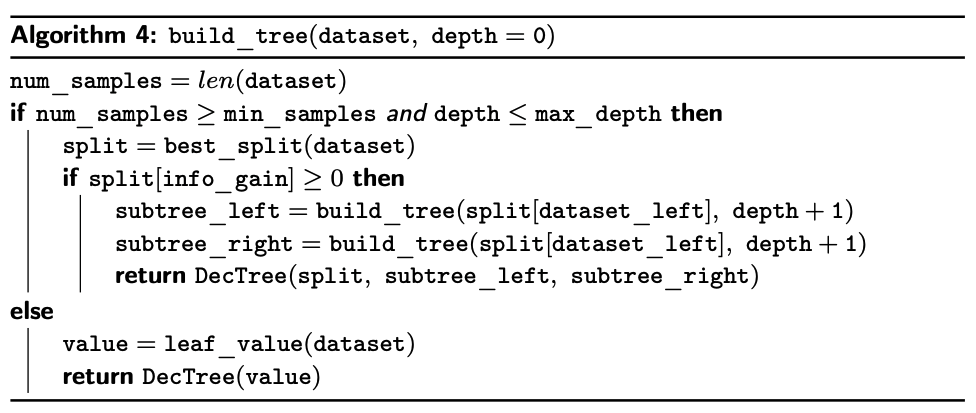 Algorithm 4: build_tree(dataset, depth = 0)
num_samples = len(dataset)
if num_samples ≥ min_samples and depth ≤ max_depth then
split = best_split(dataset)
if split[info_gain] ≥ 0 then
subtree_left = build_tree(split[dataset_left], depth + 1)
subtree_right = build_tree(split[dataset_left], depth + 1)
return DecTree(split, subtree_left, subtree_right)
else
value = leaf_value(dataset)
return DecTree(value)